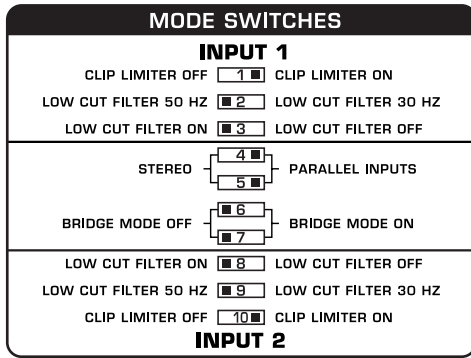 MODE SWITCHES
INPUT 1
CLIP LIMITER OFF 1 CLIP LIMITER ON
LOW CUT FILTER 50 HZ 2 LOW CUT FILTER 30 HZ
LOW CUT FILTER ON 3 LOW CUT FILTER OFF
4
STEREO PARALLEL INPUTS
5
6
BRIDGE MODE OFF BRIDGE MODE ON
7
LOW CUT FILTER ON 8 LOW CUT FILTER OFF
LOW CUT FILTER 50 HZ 9 LOW CUT FILTER 30 HZ
CLIP LIMITER OFF 10 CLIP LIMITER ON
INPUT 2